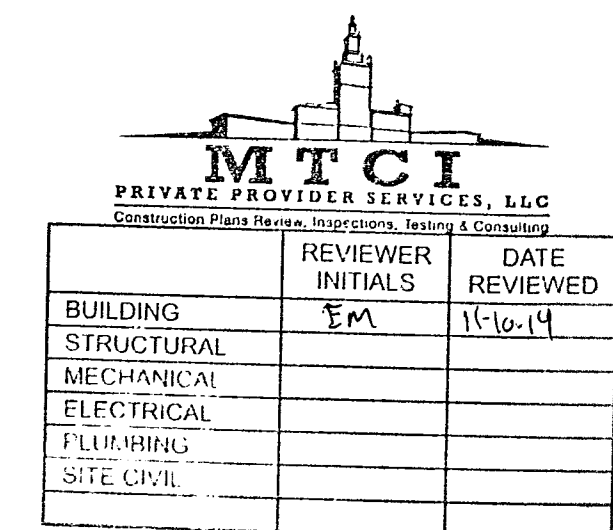 MTCI
PRIVATE PROVIDER SERVICES, LLC
Construction Plans Review, Inspections, Testing & Consulting
REVIEWER INITIALS DATE REVIEWED
BUILDING EM 11-10-14
STRUCTURAL
MECHANICAL
ELECTRICAL
PLUMBING
SITE CIVIL